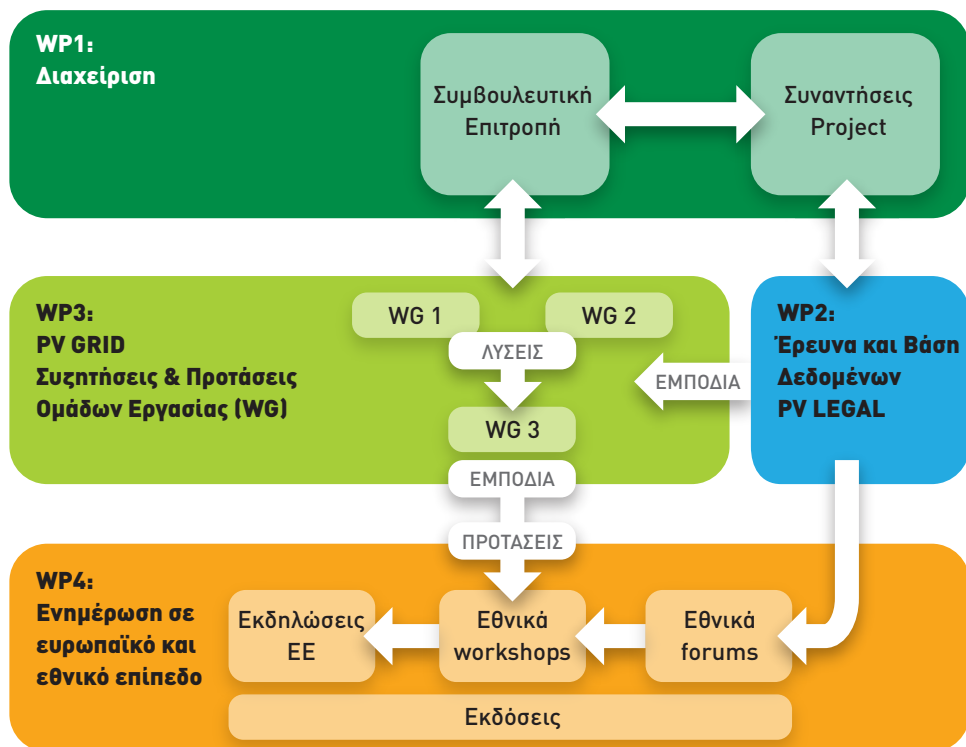 WP1:
Διαχείριση
Συμβουλευτική
Επιτροπή
Συναντήσεις
Project
WP3:
PV GRID
Συζητήσεις & Προτάσεις
Ομάδων Εργασίας (WG)
WG 1
WG 2
ΛΥΣΕΙΣ
WG 3
ΕΜΠΟΔΙΑ
ΠΡΟΤΑΣΕΙΣ
ΕΜΠΟΔΙΑ
WP2:
Έρευνα και Βάση
Δεδομένων
PV LEGAL
WP4:
Ενημέρωση σε
ευρωπαϊκό και
εθνικό επίπεδο
Εκδηλώσεις
ΕΕ
Εθνικά
workshops
Εθνικά
forums
Εκδόσεις